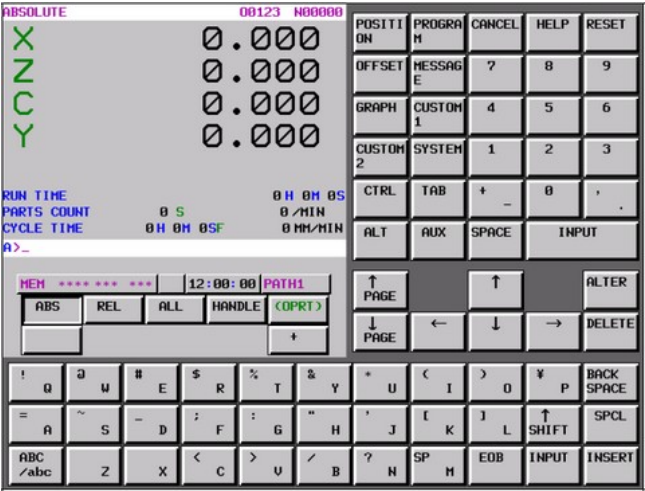 ABSOLUTE O0123 N00000
X 0.000
Z 0.000
C 0.000
Y 0.000
RUN TIME 0H 0M 0S
PARTS COUNT 0 S 0/MIN
CYCLE TIME 0H 0M 0SF 0MM/MIN
A>_
MEM **** *** *** 12:00:00 PATH1
ABS REL ALL HANDLE (OPRT)
+
POSITI
ON
PROGRA
M
CANCEL HELP RESET
OFFSET
MESSAG
E
? 8 9
GRAPH
CUSTOM
1
4 5 6
CUSTOM
2
SYSTEM 1 2 3
CTRL TAB + _ 0 , .
ALT AUX SPACE INPUT
↑
PAGE
↑ ALTER
↓
PAGE
← ↓ → DELETE
! Q @ W # E $ R % T & Y * U < I > O ¥ P
BACK
SPACE
= A ~ S _ D ; F : G " H ' J [ K ] L
↑
SHIFT
SPCL
ABC
/abc
Z X < C > V / B ? N SP M EOB INPUT INSERT